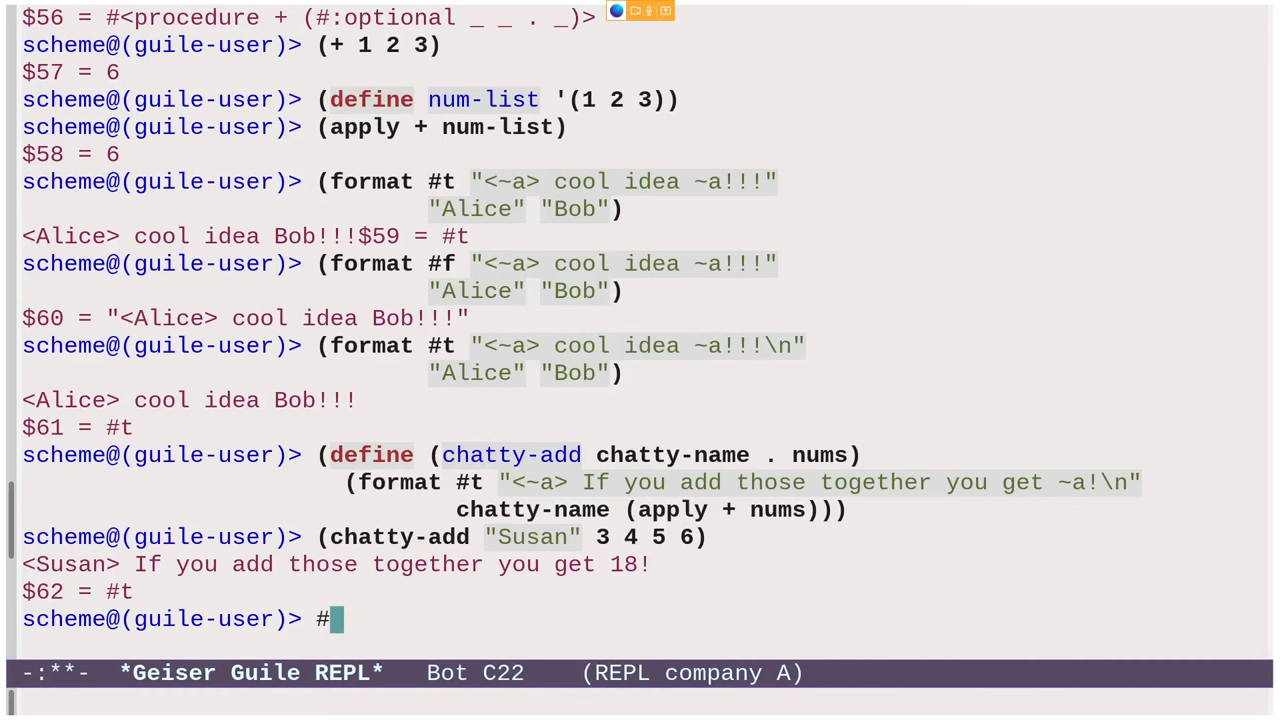 $56 = #<procedure + (#:optional _ _ . _)>
scheme@(guile-user)> (+ 1 2 3)
$57 = 6
scheme@(guile-user)> (define num-list '(1 2 3))
scheme@(guile-user)> (apply + num-list)
$58 = 6
scheme@(guile-user)> (format #t "<~a> cool idea ~a!!!"
"Alice" "Bob")
<Alice> cool idea Bob!!!$59 = #t
scheme@(guile-user)> (format #f "<~a> cool idea ~a!!!"
"Alice" "Bob")
$60 = "<Alice> cool idea Bob!!!"
scheme@(guile-user)> (format #t "<~a> cool idea ~a!!!\n"
"Alice" "Bob")
<Alice> cool idea Bob!!!
$61 = #t
scheme@(guile-user)> (define (chatty-add chatty-name . nums)
(format #t "<~a> If you add those together you get ~a!\n"
chatty-name (apply + nums)))
scheme@(guile-user)> (chatty-add "Susan" 3 4 5 6)
<Susan> If you add those together you get 18!
$62 = #t
scheme@(guile-user)> #
-:**-  *Geiser Guile REPL*   Bot C22    (REPL company A)